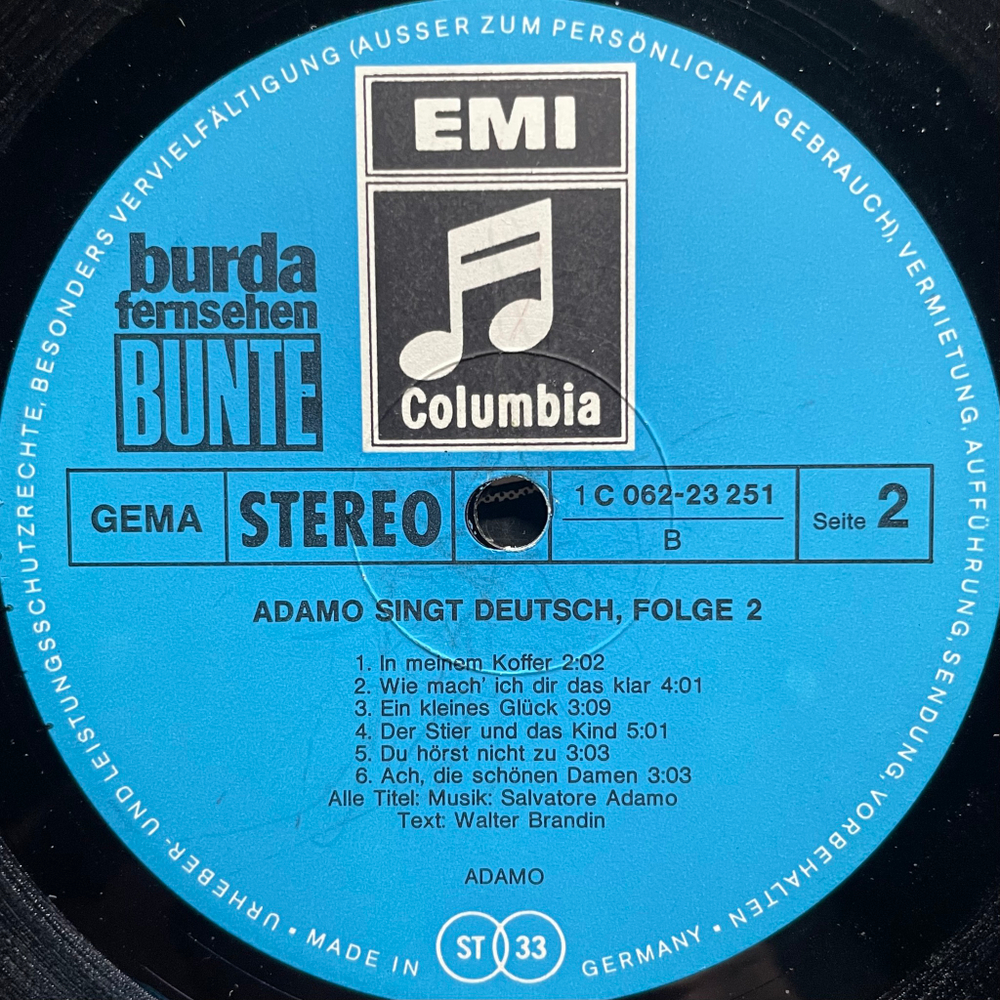 URHEBER- UND LEISTUNGSSCHUTZRECHTE, BESONDERS VERVIELFÄLTIGUNG (AUSSER ZUM PERSÖNLICHEN GEBRAUCH), VERMIETUNG, AUFFÜHRUNG, SENDUNG, VORBEHALTEN •
EMI
Columbia
burda
fernsehen
BUNTE
GEMA
STEREO
1 C 062-23 251
B
Seite 2
ADAMO SINGT DEUTSCH, FOLGE 2
1. In meinem Koffer 2:02
2. Wie mach' ich dir das klar 4:01
3. Ein kleines Glück 3:09
4. Der Stier und das Kind 5:01
5. Du hörst nicht zu 3:03
6. Ach, die schönen Damen 3:03
Alle Titel: Musik: Salvatore Adamo
Text: Walter Brandin
ADAMO
• MADE IN GERMANY
ST 33